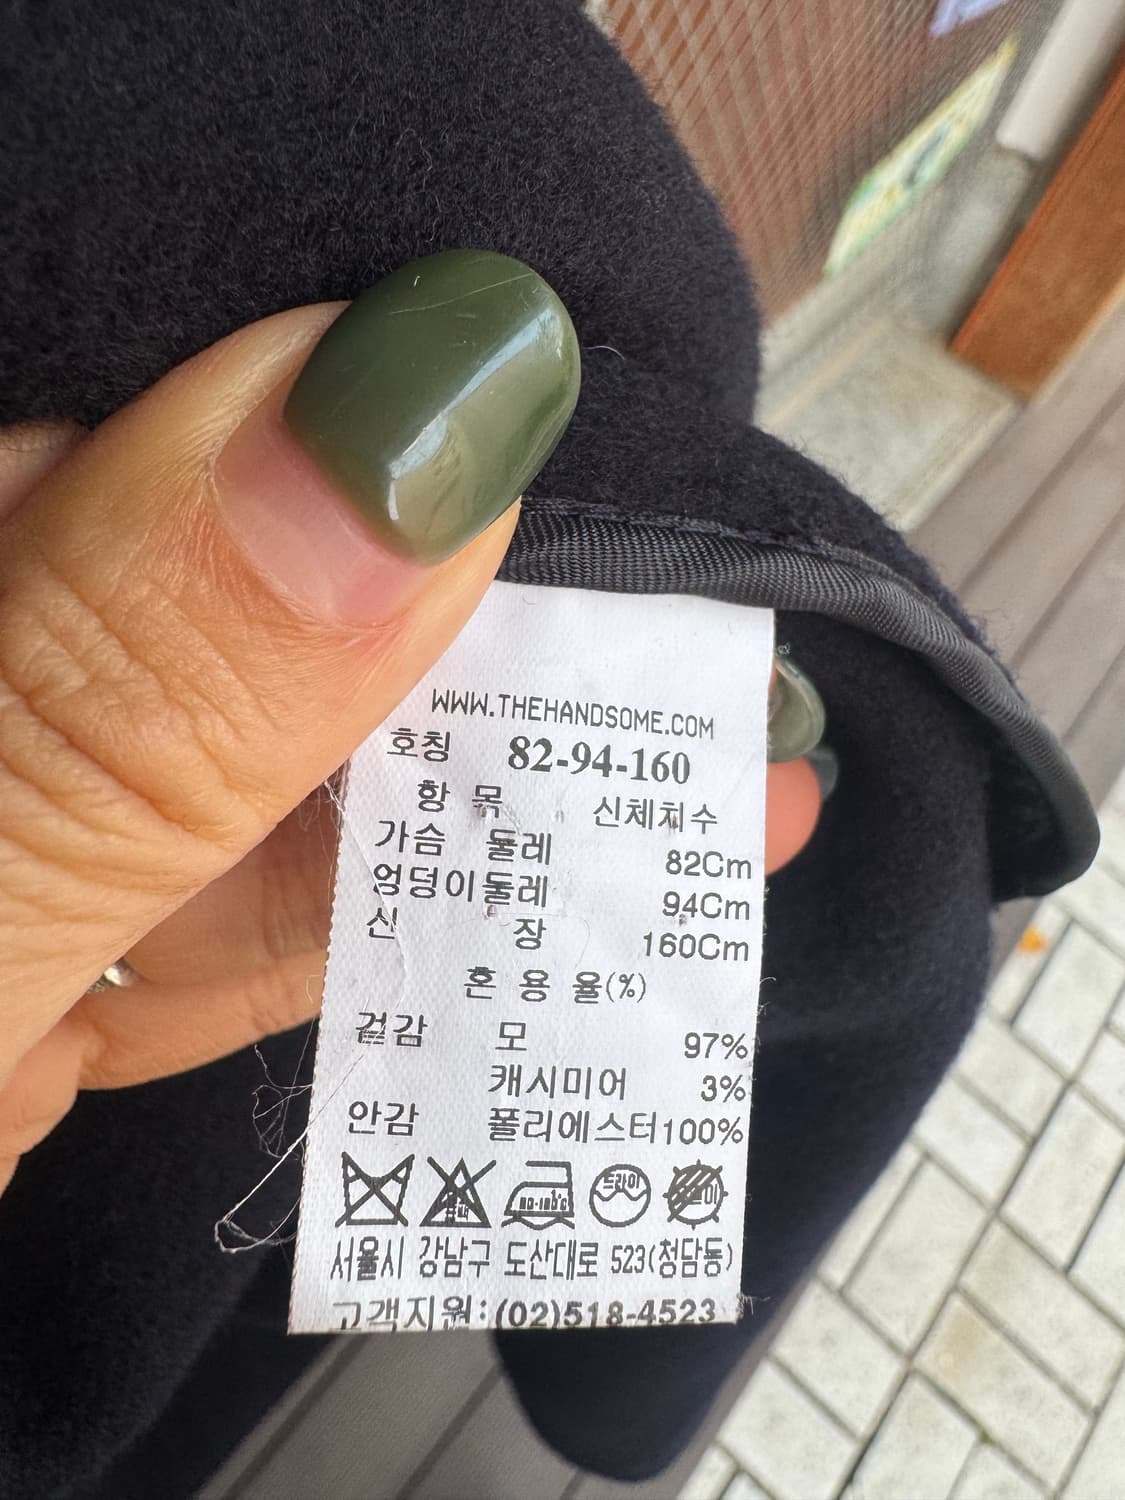 WWW.THEHANDSOME.COM
호칭 82-94-160
항 목 신체치수
가슴 둘레 82Cm
엉덩이둘레 94Cm
신 장 160Cm
혼 용 율(%)
겉감 모 97%
캐시미어 3%
안감 폴리에스터100%
드라이
서울시 강남구 도산대로 523(청담동)
고객지원:(02)518-4523